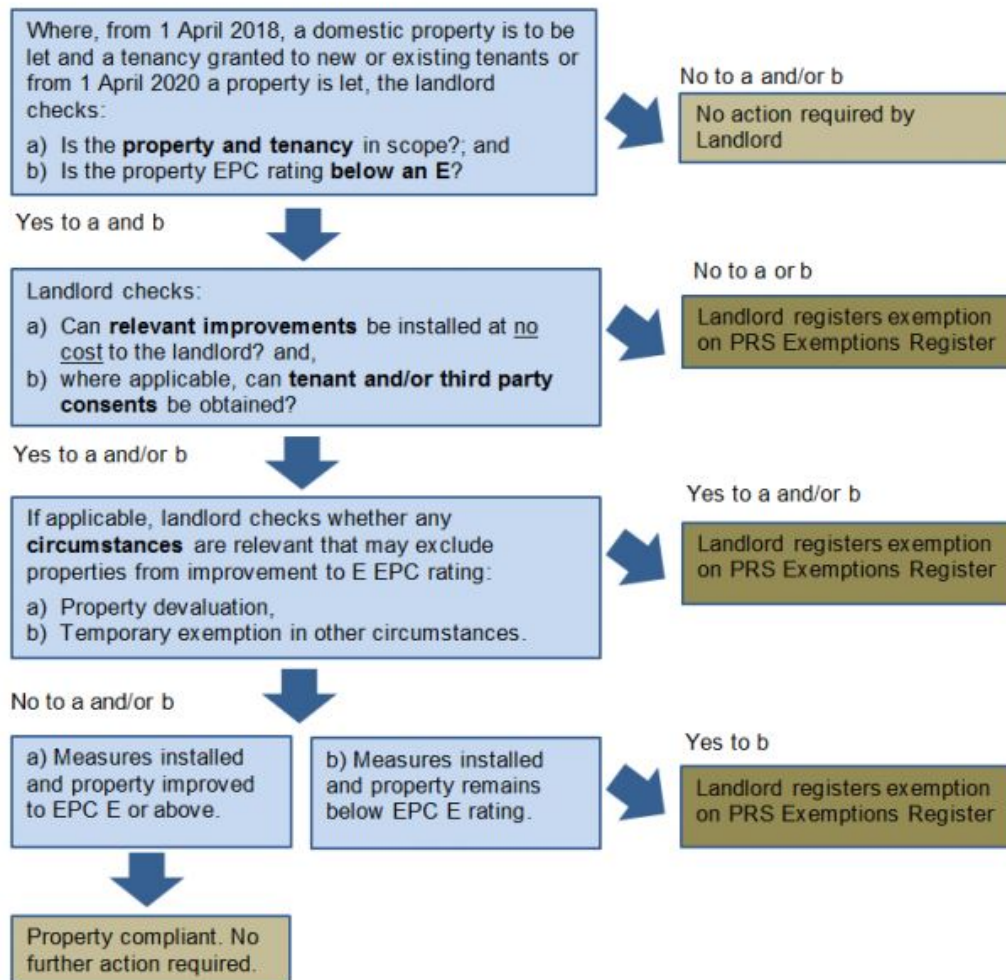 Where, from 1 April 2018, a domestic property is to be
let and a tenancy granted to new or existing tenants or
from 1 April 2020 a property is let, the landlord
checks:
a) Is the property and tenancy in scope?; and
b) Is the property EPC rating below an E?
No to a and/or b
No action required by
Landlord
Yes to a and b
Landlord checks:
a) Can relevant improvements be installed at no
cost to the landlord? and,
b) where applicable, can tenant and/or third party
consents be obtained?
No to a or b
Landlord registers exemption
on PRS Exemptions Register
Yes to a and/or b
If applicable, landlord checks whether any
circumstances are relevant that may exclude
properties from improvement to E EPC rating:
a) Property devaluation,
b) Temporary exemption in other circumstances.
Yes to a and/or b
Landlord registers exemption
on PRS Exemptions Register
No to a and/or b
a) Measures installed
and property improved
to EPC E or above.
b) Measures installed
and property remains
below EPC E rating.
Yes to b
Landlord registers exemption
on PRS Exemptions Register
Property compliant. No
further action required.